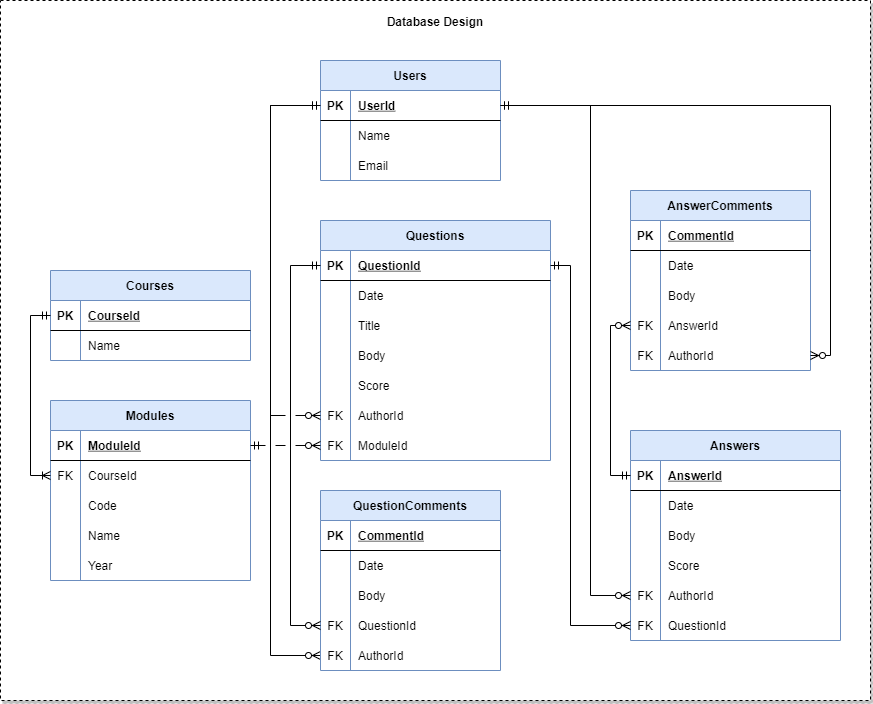 Database Design
Users
PK UserId
Name
Email
Questions
PK QuestionId
Date
Title
Body
Score
FK AuthorId
FK ModuleId
Courses
PK CourseId
Name
Modules
PK ModuleId
FK CourseId
Code
Name
Year
QuestionComments
PK CommentId
Date
Body
FK QuestionId
FK AuthorId
AnswerComments
PK CommentId
Date
Body
FK AnswerId
FK AuthorId
Answers
PK AnswerId
Date
Body
Score
FK AuthorId
FK QuestionId